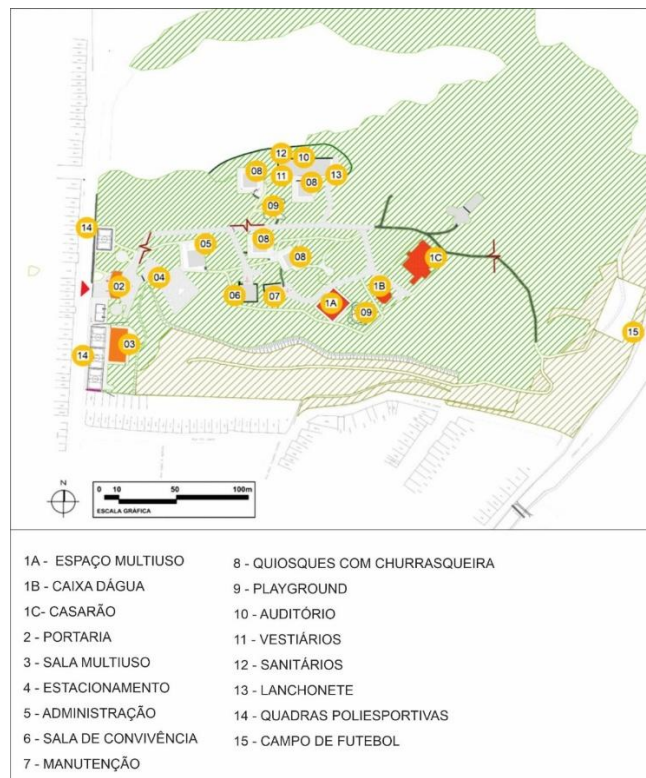 12
10
08
11
08
13
09
14
08
05
08
1C
02
04
06
07
1B
1A
09
15
03
14
N
0 10 50 100m
ESCALA GRÁFICA
1A - ESPAÇO MULTIUSO
1B - CAIXA DÁGUA
1C- CASARÃO
2 - PORTARIA
3 - SALA MULTIUSO
4 - ESTACIONAMENTO
5 - ADMINISTRAÇÃO
6 - SALA DE CONVIVÊNCIA
7 - MANUTENÇÃO
8 - QUIOSQUES COM CHURRASQUEIRA
9 - PLAYGROUND
10 - AUDITÓRIO
11 - VESTIÁRIOS
12 - SANITÁRIOS
13 - LANCHONETE
14 - QUADRAS POLIESPORTIVAS
15 - CAMPO DE FUTEBOL